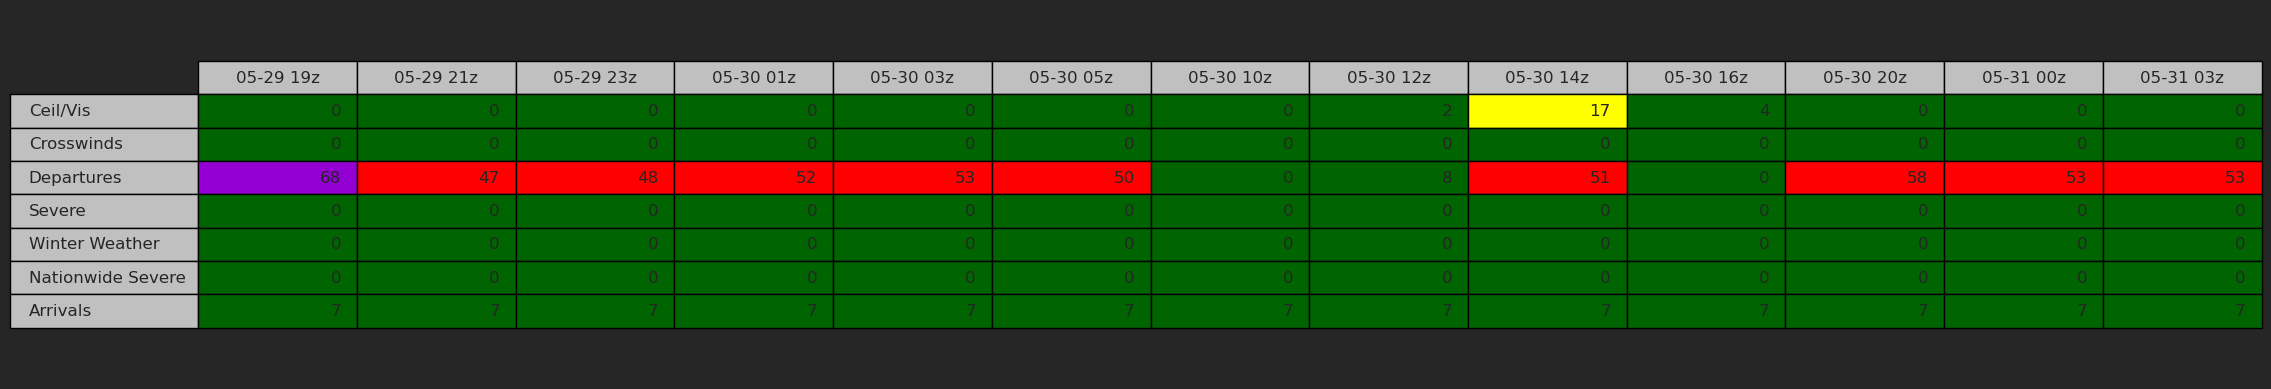 05-29 19z 05-29 21z 05-29 23z 05-30 01z 05-30 03z 05-30 05z 05-30 10z 05-30 12z 05-30 14z 05-30 16z 05-30 20z 05-31 00z 05-31 03z
Ceil/Vis 0 0 0 0 0 0 0 2 17 4 0 0 0
Crosswinds 0 0 0 0 0 0 0 0 0 0 0 0 0
Departures 68 47 48 52 53 50 0 8 51 0 58 53 53
Severe 0 0 0 0 0 0 0 0 0 0 0 0 0
Winter Weather 0 0 0 0 0 0 0 0 0 0 0 0 0
Nationwide Severe 0 0 0 0 0 0 0 0 0 0 0 0 0
Arrivals 7 7 7 7 7 7 7 7 7 7 7 7 7